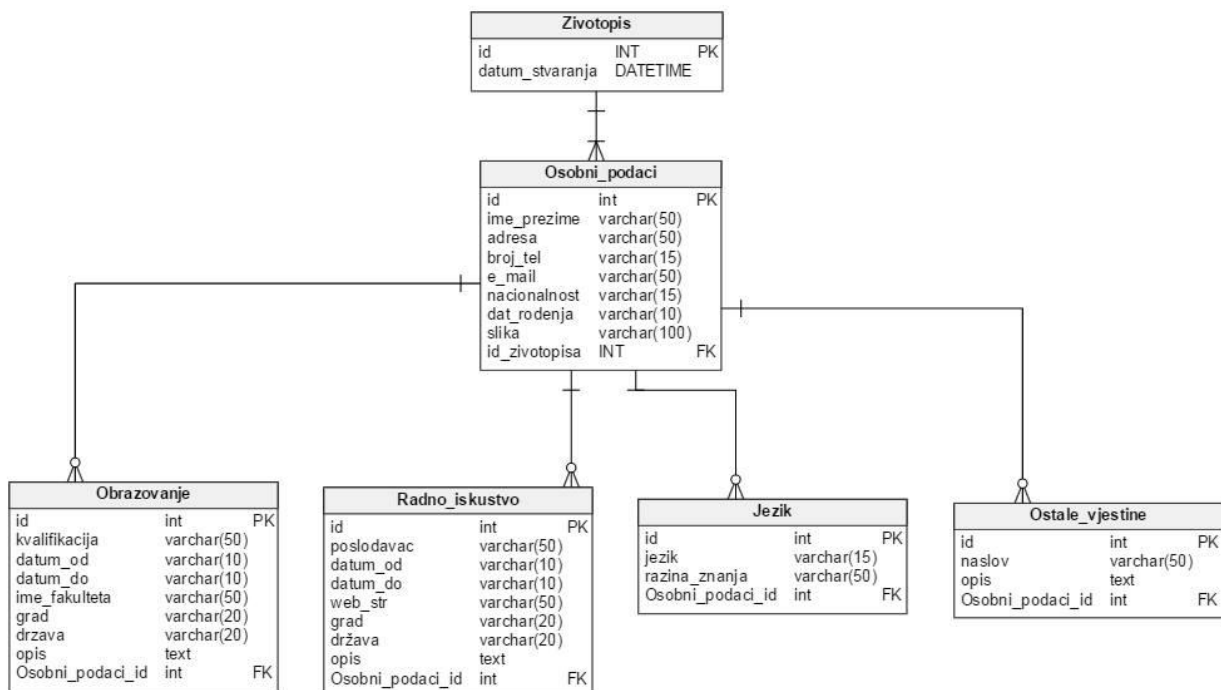 Zivotopis
id INT PK
datum_stvaranja DATETIME
Osobni_podaci
id int PK
ime_prezime varchar(50)
adresa varchar(50)
broj_tel varchar(15)
e_mail varchar(50)
nacionalnost varchar(15)
dat_rodenja varchar(10)
slika varchar(100)
id_zivotopisa INT FK
Obrazovanje
id int PK
kvalifikacija varchar(50)
datum_od varchar(10)
datum_do varchar(10)
ime_fakulteta varchar(50)
grad varchar(20)
drzava varchar(20)
opis text
Osobni_podaci_id int FK
Radno_iskustvo
id int PK
poslodavac varchar(50)
datum_od varchar(10)
datum_do varchar(10)
web_str varchar(50)
grad varchar(20)
država varchar(20)
opis text
Osobni_podaci_id int FK
Jezik
id int PK
jezik varchar(15)
razina_znanja varchar(50)
Osobni_podaci_id int FK
Ostale_vjestine
id int PK
naslov varchar(50)
opis text
Osobni_podaci_id int FK